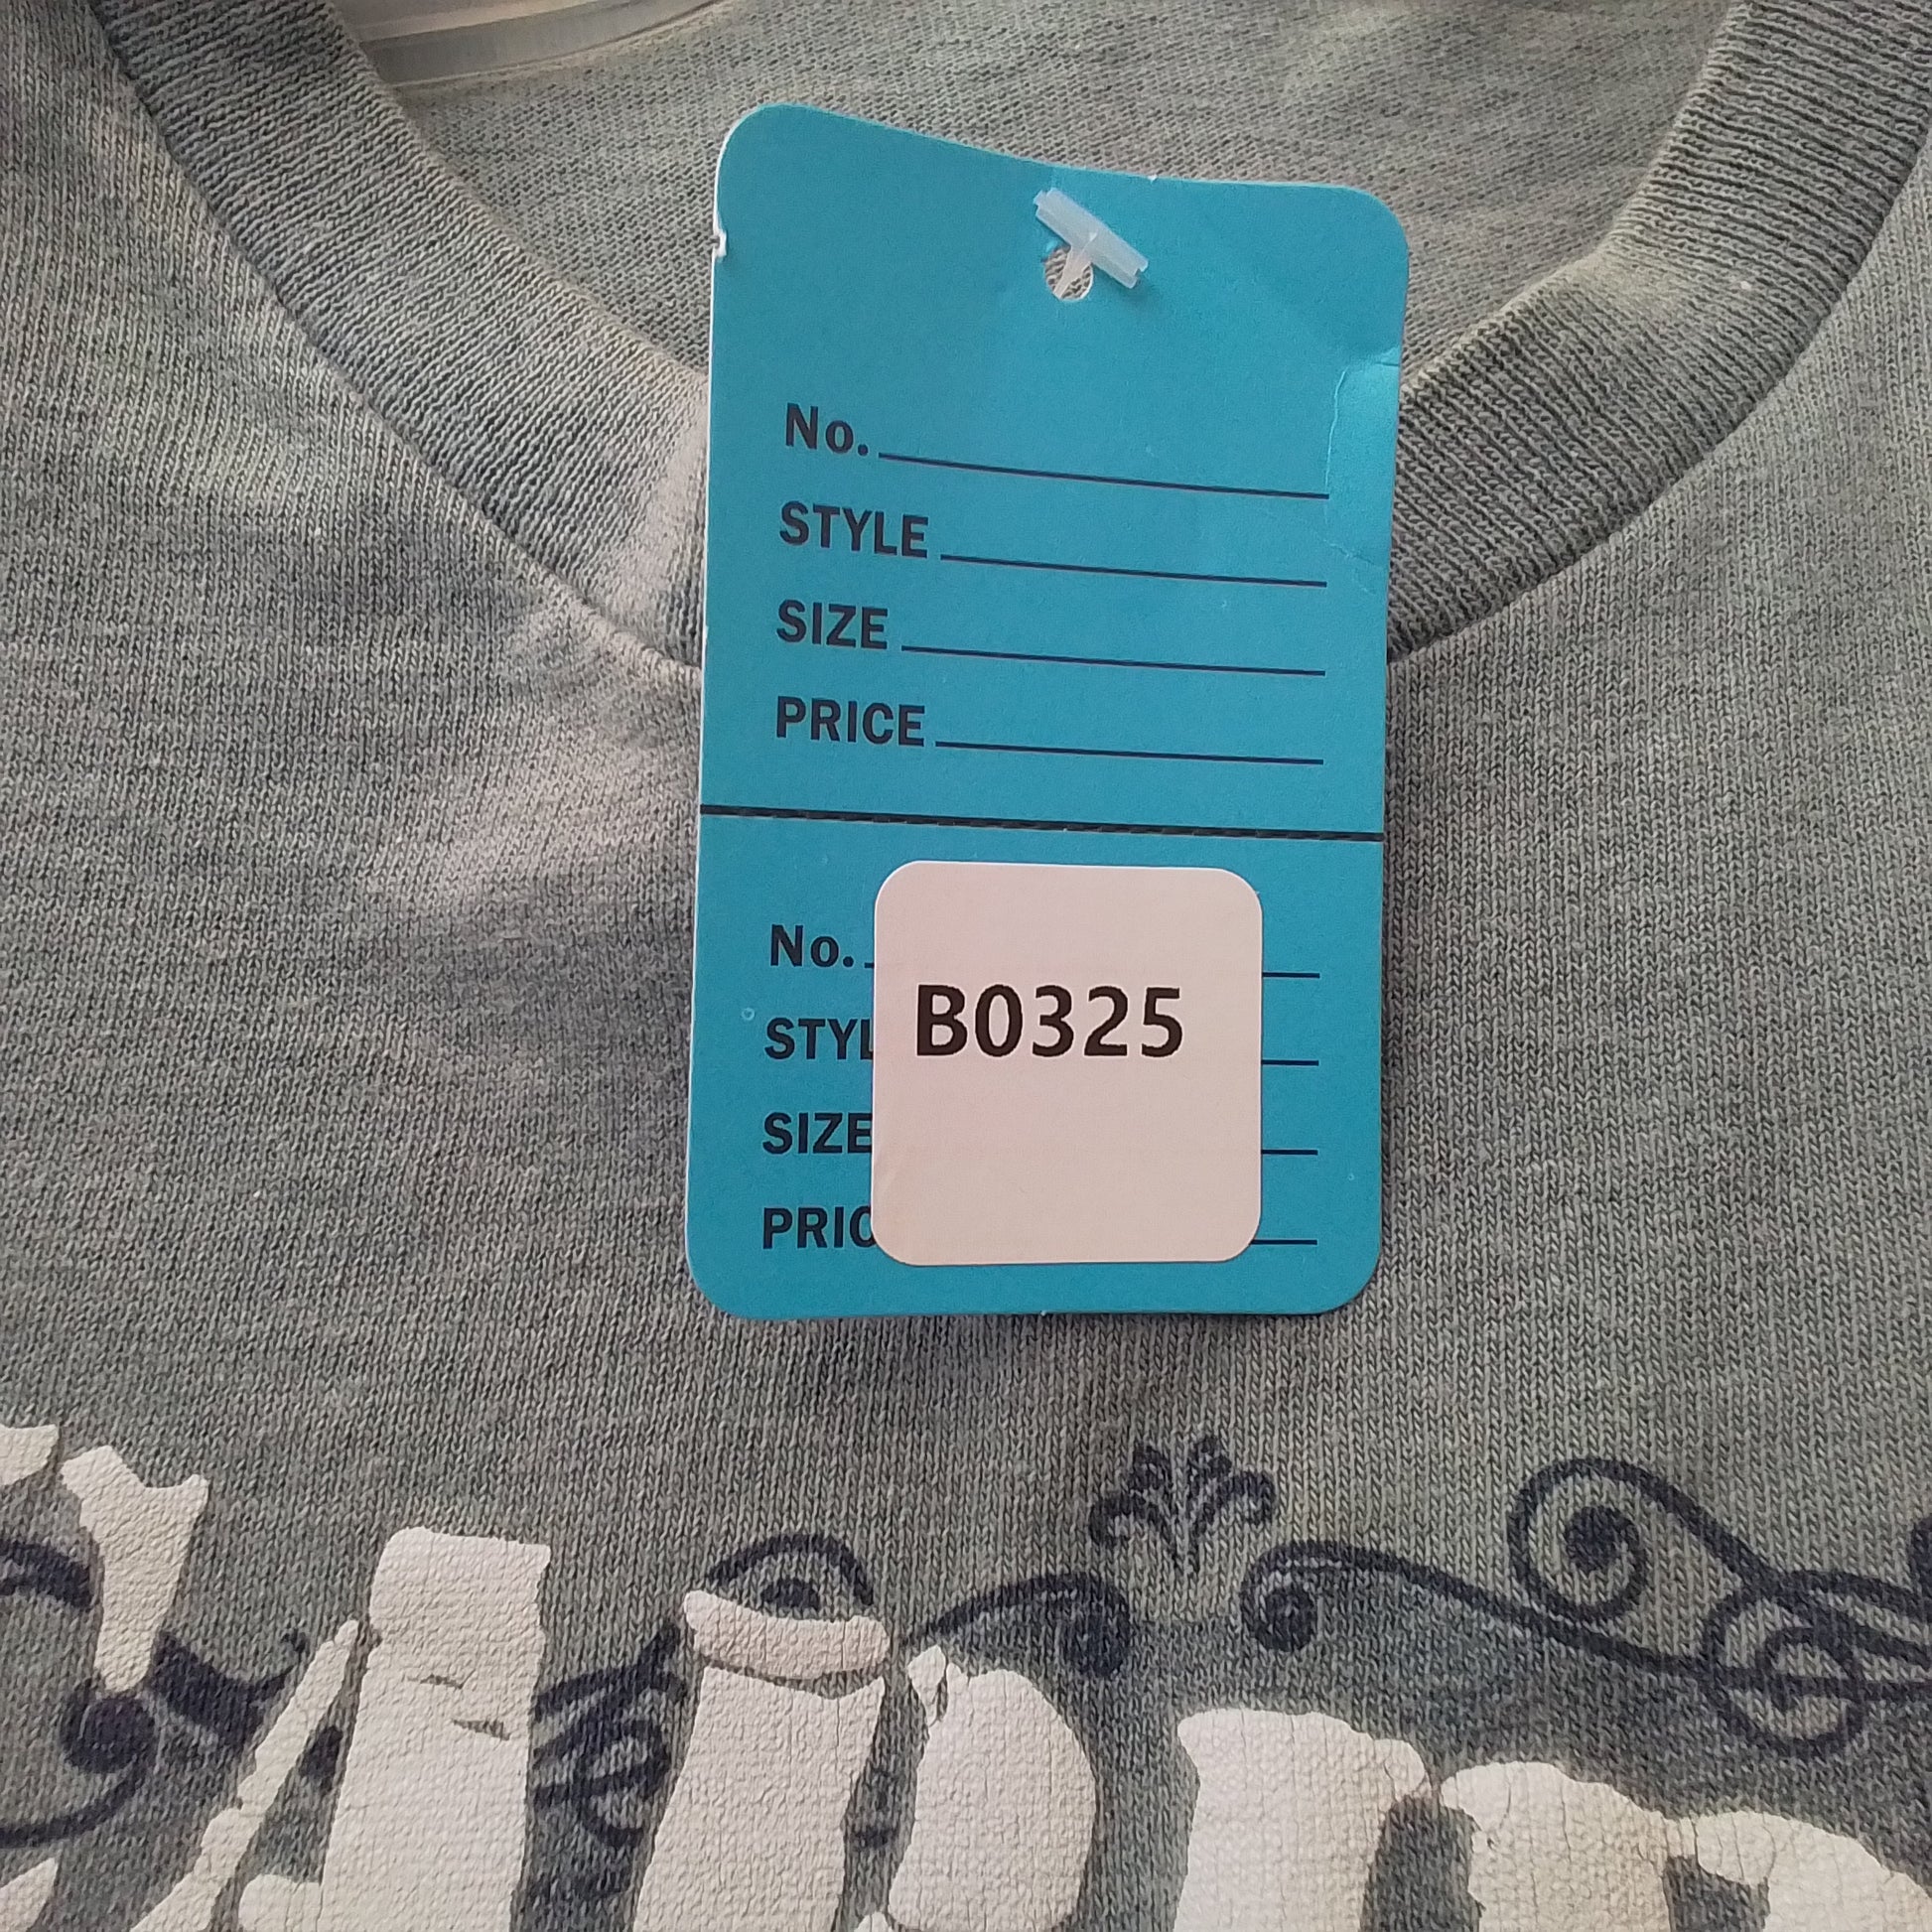 No.
STYLE
SIZE
PRICE
No.
STYL
B0325
SIZE
PRIC